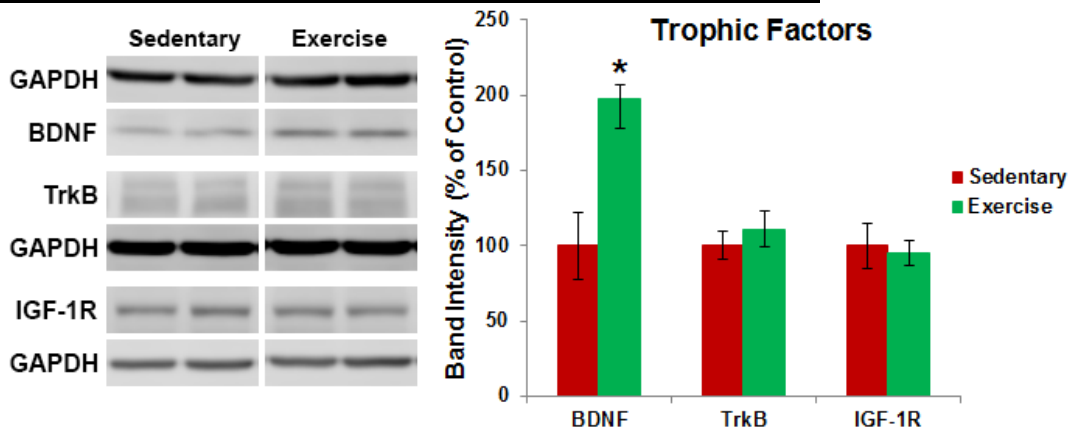 Sedentary Exercise
GAPDH
BDNF
TrkB
GAPDH
IGF-1R
GAPDH
Trophic Factors
Band Intensity (% of Control)
250
200
150
100
50
0
*
BDNF TrkB IGF-1R
Sedentary
Exercise